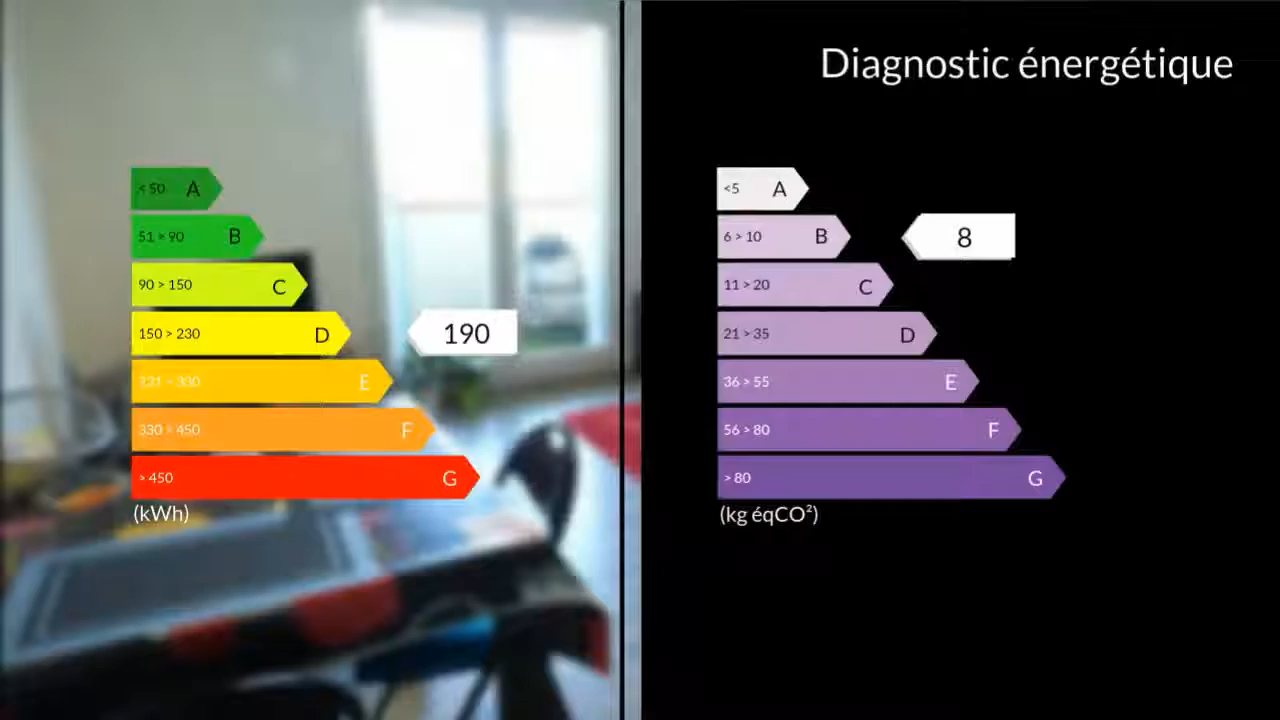 Diagnostic énergétique
< 50 A
51 > 90 B
90 > 150 C
150 > 230 D
190
231 > 330 E
330 > 450 F
> 450 G
(kWh)
<5 A
6 > 10 B
8
11 > 20 C
21 > 35 D
36 > 55 E
56 > 80 F
> 80 G
(kg éqCO²)